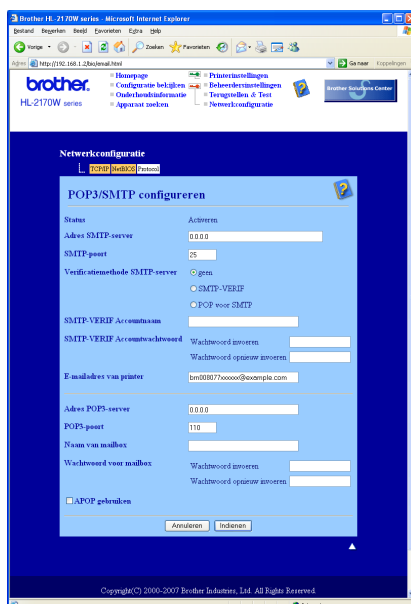 Brother HL-2170W series - Microsoft Internet Explorer
Bestand Bewerken Beeld Favorieten Extra Help
Vorige Zoeken Favorieten
Adres http://192.168.1.2/bio/email.html Ga naar Koppelingen
brother.
HL-2170W series
Homepage
Configuratie bekijken
Onderhoudsinformatie
Apparaat zoeken
Printerinstellingen
Beheerdersinstellingen
Terugstellen & Test
Netwerkconfiguratie
Brother Solutions Center
Netwerkconfiguratie
TCP/IP NetBIOS Protocol
POP3/SMTP configureren
Status Activeren
Adres SMTP-server 0.0.0.0
SMTP-poort 25
Verificatiemethode SMTP-server geen
SMTP-VERIF
POP voor SMTP
SMTP-VERIF Accountnaam
SMTP-VERIF Accountwachtwoord Wachtwoord invoeren
Wachtwoord opnieuw invoeren
E-mailadres van printer brn008077xxxxxx@example.com
Adres POP3-server 0.0.0.0
POP3-poort 110
Naam van mailbox
Wachtwoord voor mailbox Wachtwoord invoeren
Wachtwoord opnieuw invoeren
APOP gebruiken
Annuleren Indienen
Copyright(C) 2000-2007 Brother Industries, Ltd. All Rights Reserved.